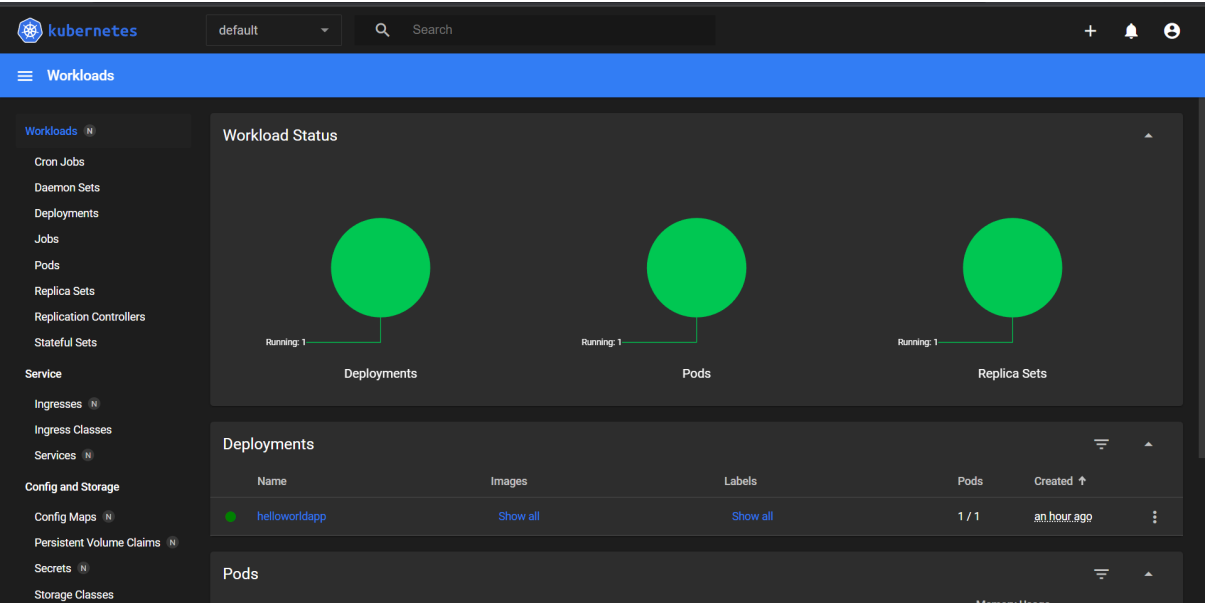 kubernetes
default
Search
Workloads
Workloads N
Cron Jobs
Daemon Sets
Deployments
Jobs
Pods
Replica Sets
Replication Controllers
Stateful Sets
Service
Ingresses N
Ingress Classes
Services N
Config and Storage
Config Maps N
Persistent Volume Claims N
Secrets N
Storage Classes
Workload Status
Running: 1
Deployments
Running: 1
Pods
Running: 1
Replica Sets
Deployments
Name Images Labels Pods Created
helloworldapp Show all Show all 1 / 1 an hour ago
Pods
Memory Usage